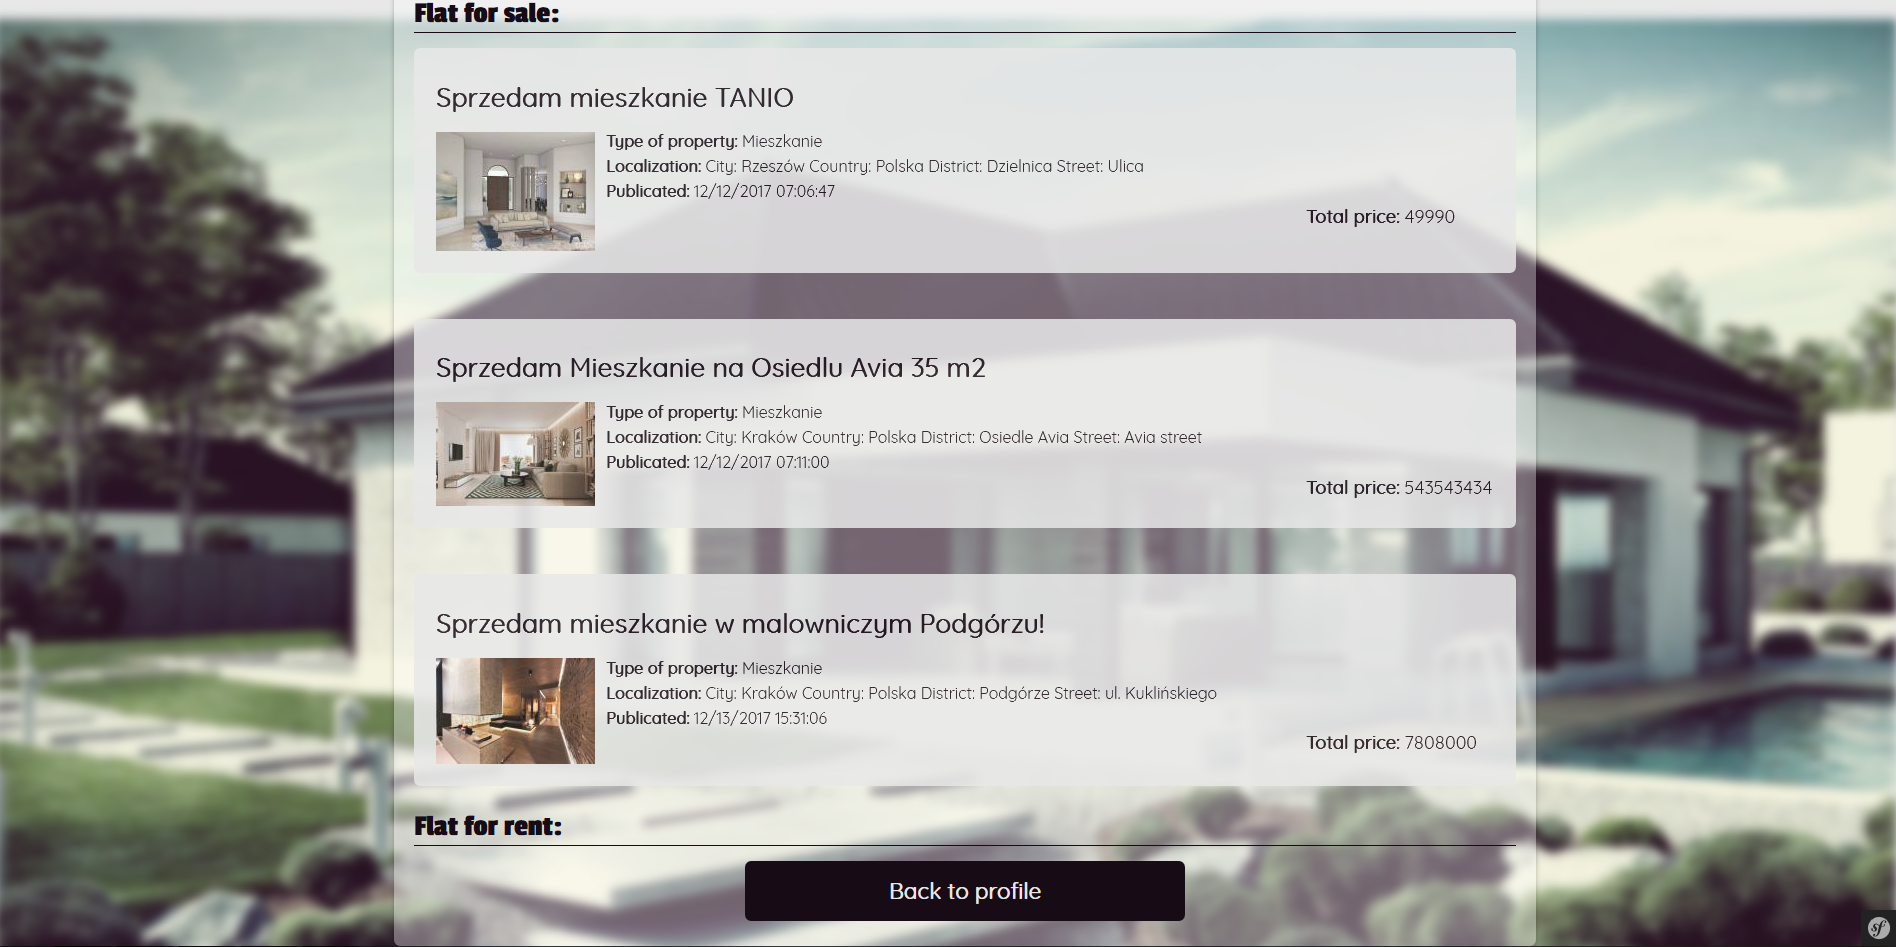 Flat for sale:
Sprzedam mieszkanie TANIO
Type of property: Mieszkanie
Localization: City: Rzeszów Country: Polska District: Dzielnica Street: Ulica
Publicated: 12/12/2017 07:06:47
Total price: 49990
Sprzedam Mieszkanie na Osiedlu Avia 35 m2
Type of property: Mieszkanie
Localization: City: Kraków Country: Polska District: Osiedle Avia Street: Avia street
Publicated: 12/12/2017 07:11:00
Total price: 543543434
Sprzedam mieszkanie w malowniczym Podgórzu!
Type of property: Mieszkanie
Localization: City: Kraków Country: Polska District: Podgórze Street: ul. Kuklińskiego
Publicated: 12/13/2017 15:31:06
Total price: 7808000
Flat for rent:
Back to profile
sf